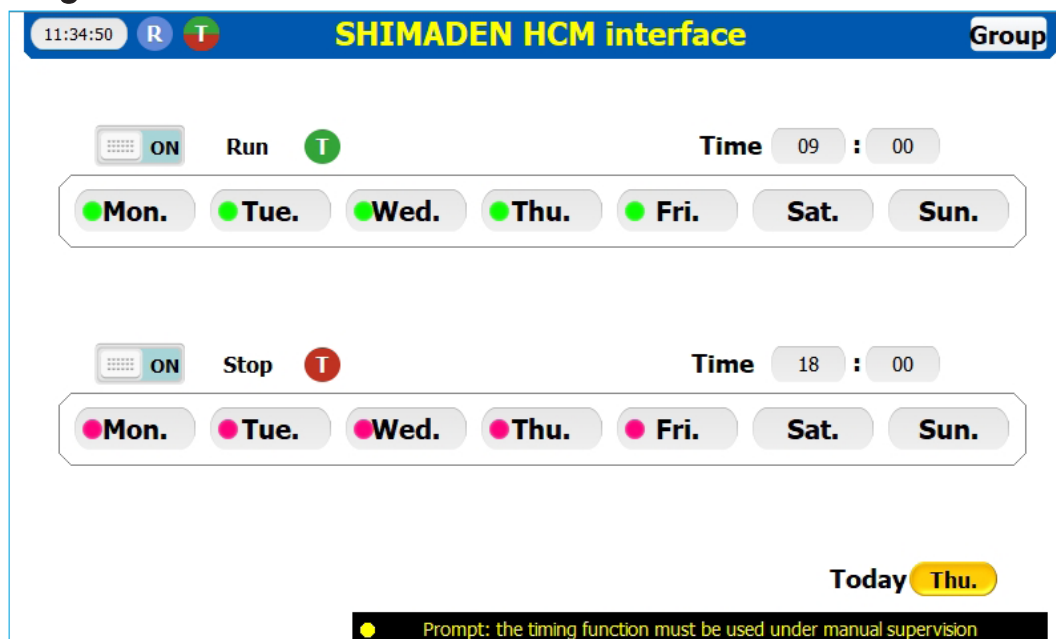 11:34:50 R T SHIMADEN HCM interface Group
ON Run T Time 09 : 00
Mon. Tue. Wed. Thu. Fri. Sat. Sun.
ON Stop T Time 18 : 00
Mon. Tue. Wed. Thu. Fri. Sat. Sun.
Today Thu.
Prompt: the timing function must be used under manual supervision